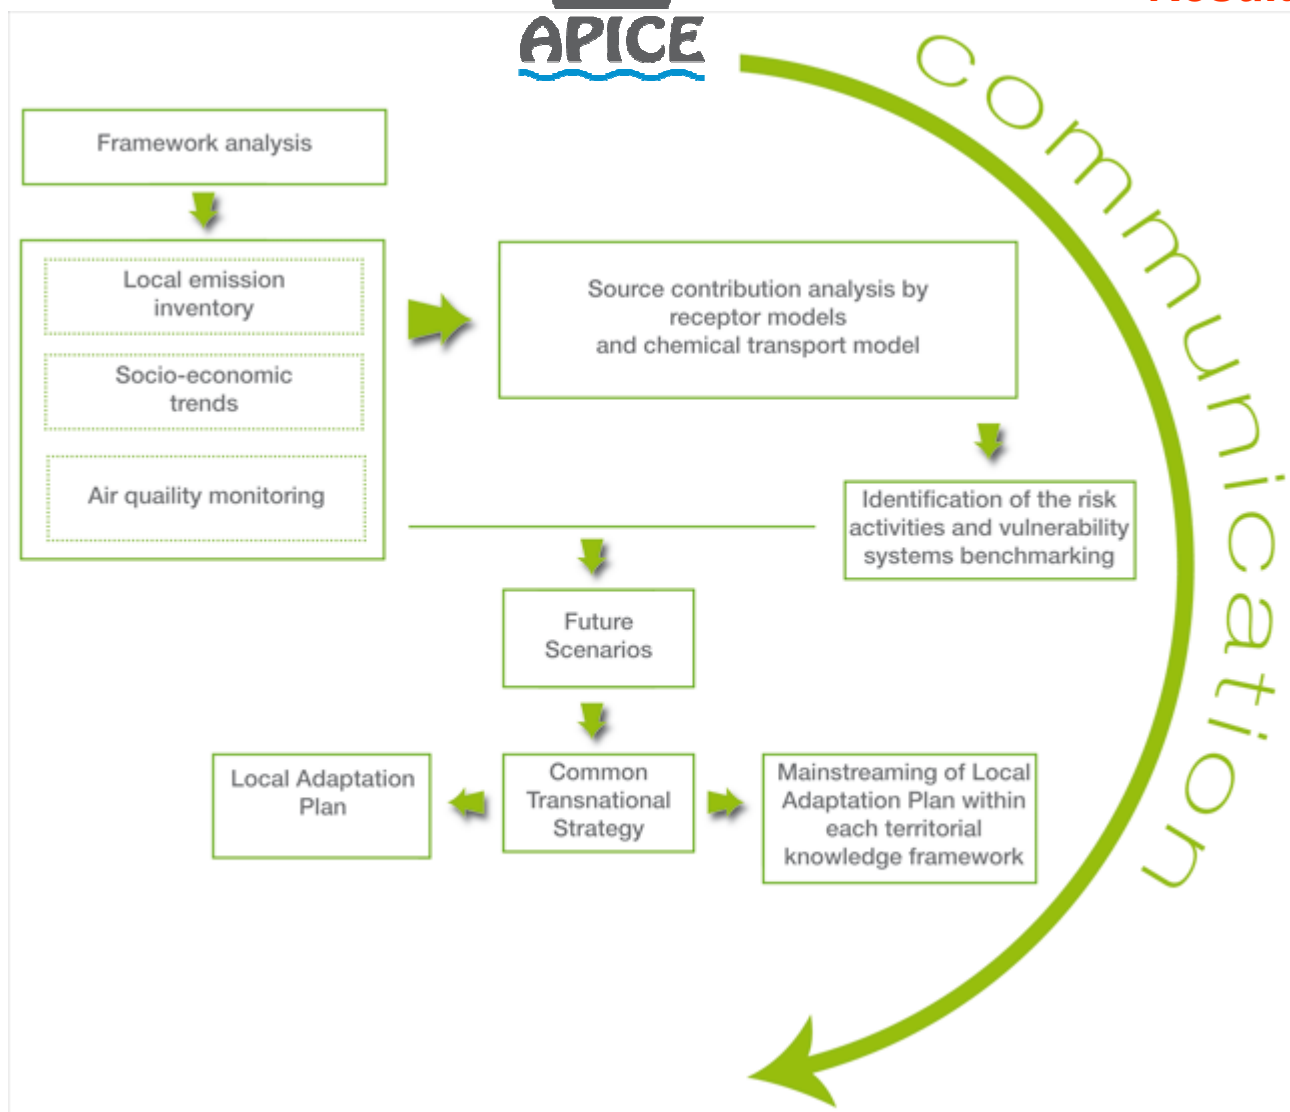 APICE
Framework analysis
Local emission
inventory
Socio-economic
trends
Air quaility monitoring
Source contribution analysis by
receptor models
and chemical transport model
Identification of the risk
activities and vulnerability
systems benchmarking
Future
Scenarios
Local Adaptation
Plan
Common
Transnational
Strategy
Mainstreaming of Local
Adaptation Plan within
each territorial
knowledge framework
communication